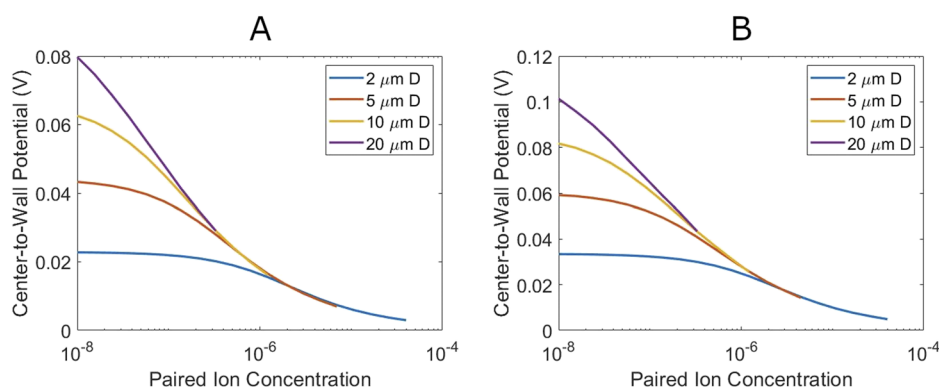 A
B
Center-to-Wall Potential (V)
0.08
0.06
0.04
0.02
0
2 μm D
5 μm D
10 μm D
20 μm D
10⁻⁸
10⁻⁶
10⁻⁴
Paired Ion Concentration
Center-to-Wall Potential (V)
0.12
0.1
0.08
0.06
0.04
0.02
0
2 μm D
5 μm D
10 μm D
20 μm D
10⁻⁸
10⁻⁶
10⁻⁴
Paired Ion Concentration